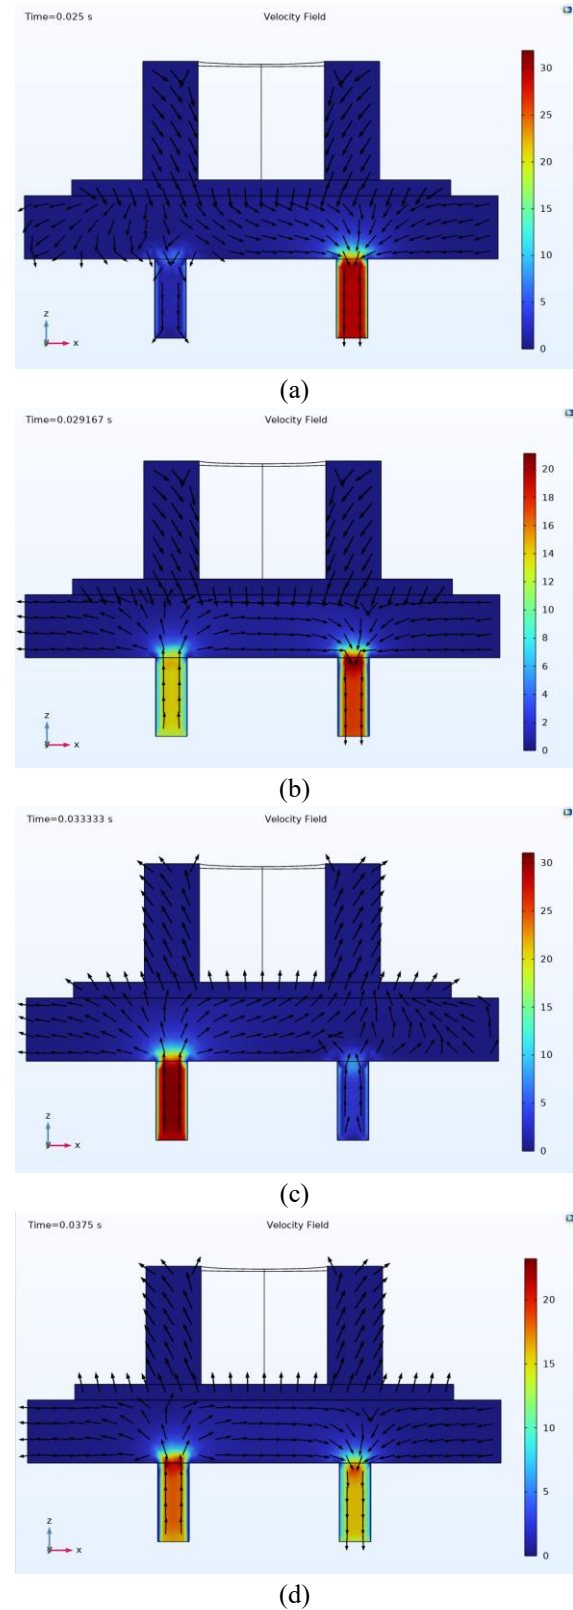 Time=0.025 s Velocity Field
30
25
20
15
10
5
0
z
y x
(a)
Time=0.029167 s Velocity Field
20
18
16
14
12
10
8
6
4
2
0
z
y x
(b)
Time=0.033333 s Velocity Field
30
25
20
15
10
5
0
z
y x
(c)
Time=0.0375 s Velocity Field
20
15
10
5
0
z
y x
(d)